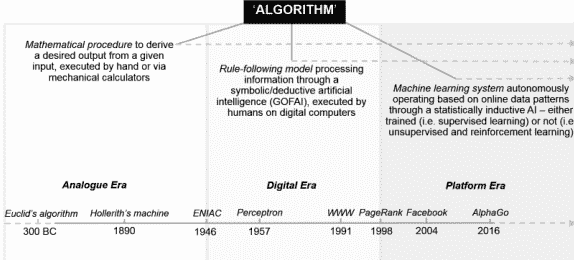 'ALGORITHM'
Mathematical procedure to derive
a desired output from a given
input, executed by hand or via
mechanical calculators
Rule-following model processing
information through a
symbolic/deductive artificial
intelligence (GOFAI), executed by
humans on digital computers
Machine learning system autonomously
operating based on online data patterns
through a statistically inductive AI – either
trained (i.e. supervised learning) or not (i.e
unsupervised and reinforcement learning)
Analogue Era
Digital Era
Platform Era
Euclid's algorithm Hollerith's machine ENIAC Perceptron WWW PageRank Facebook AlphaGo
300 BC 1890 1946 1957 1991 1998 2004 2016